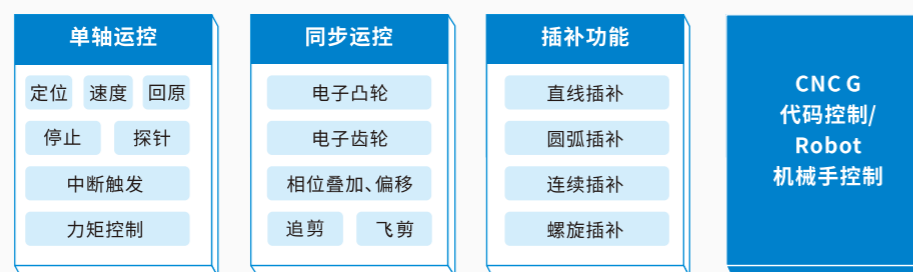 单轴运控
定位 速度 回原
停止 探针
中断触发
力矩控制
同步运控
电子凸轮
电子齿轮
相位叠加、偏移
追剪 飞剪
插补功能
直线插补
圆弧插补
连续插补
螺旋插补
CNC G
代码控制/
Robot
机械手控制